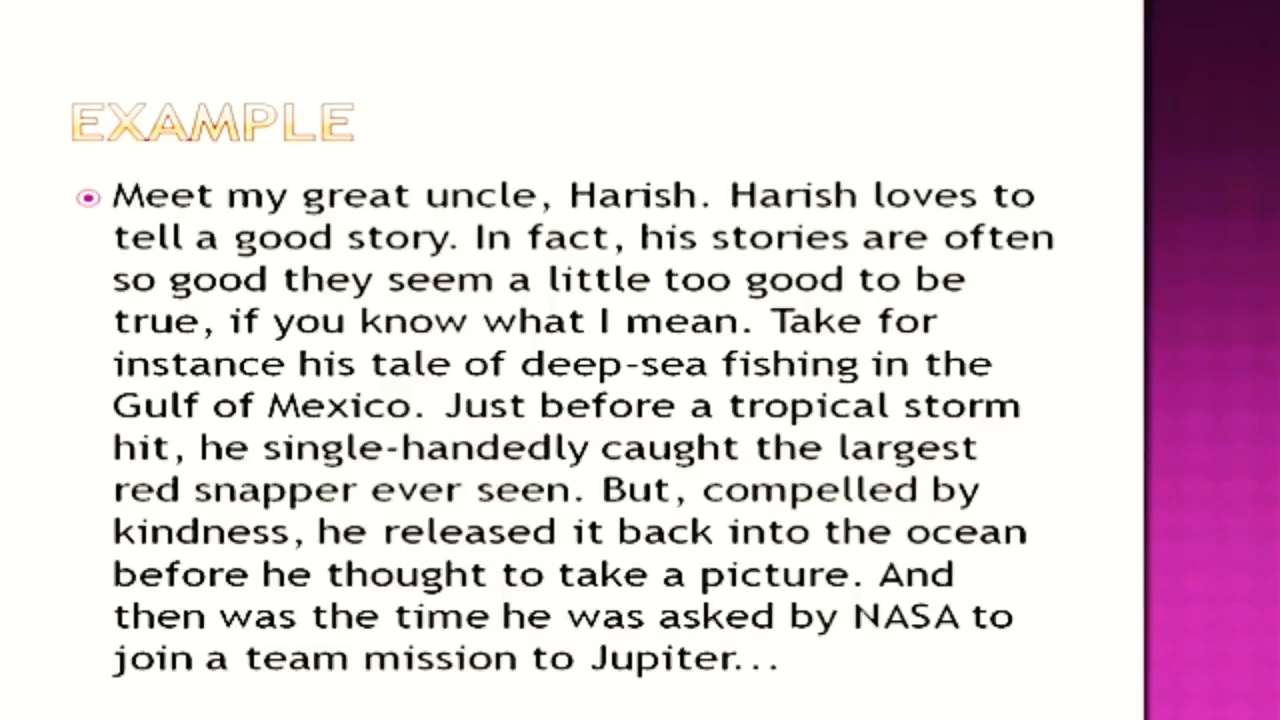 EXAMPLE
Meet my great uncle, Harish. Harish loves to
tell a good story. In fact, his stories are often
so good they seem a little too good to be
true, if you know what I mean. Take for
instance his tale of deep-sea fishing in the
Gulf of Mexico. Just before a tropical storm
hit, he single-handedly caught the largest
red snapper ever seen. But, compelled by
kindness, he released it back into the ocean
before he thought to take a picture. And
then was the time he was asked by NASA to
join a team mission to Jupiter...